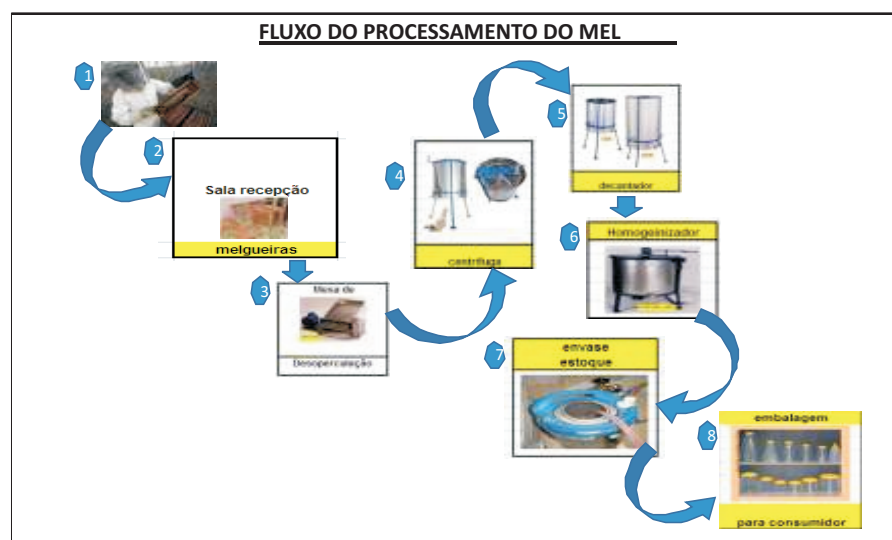 FLUXO DO PROCESSAMENTO DO MEL
1
2
Sala recepção
melgueiras
3
Mesa de
Desoperculação
4
centrífuga
5
decantador
6
Homogeinizador
7
envase
estoque
8
embalagem
para consumidor